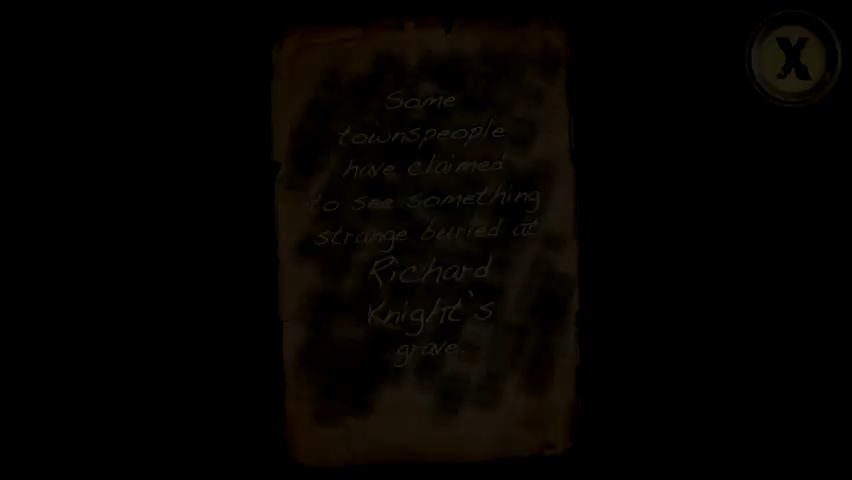 X
Some
townspeople
have claimed
to see something
strange buried at
Richard
Knight's
grave.